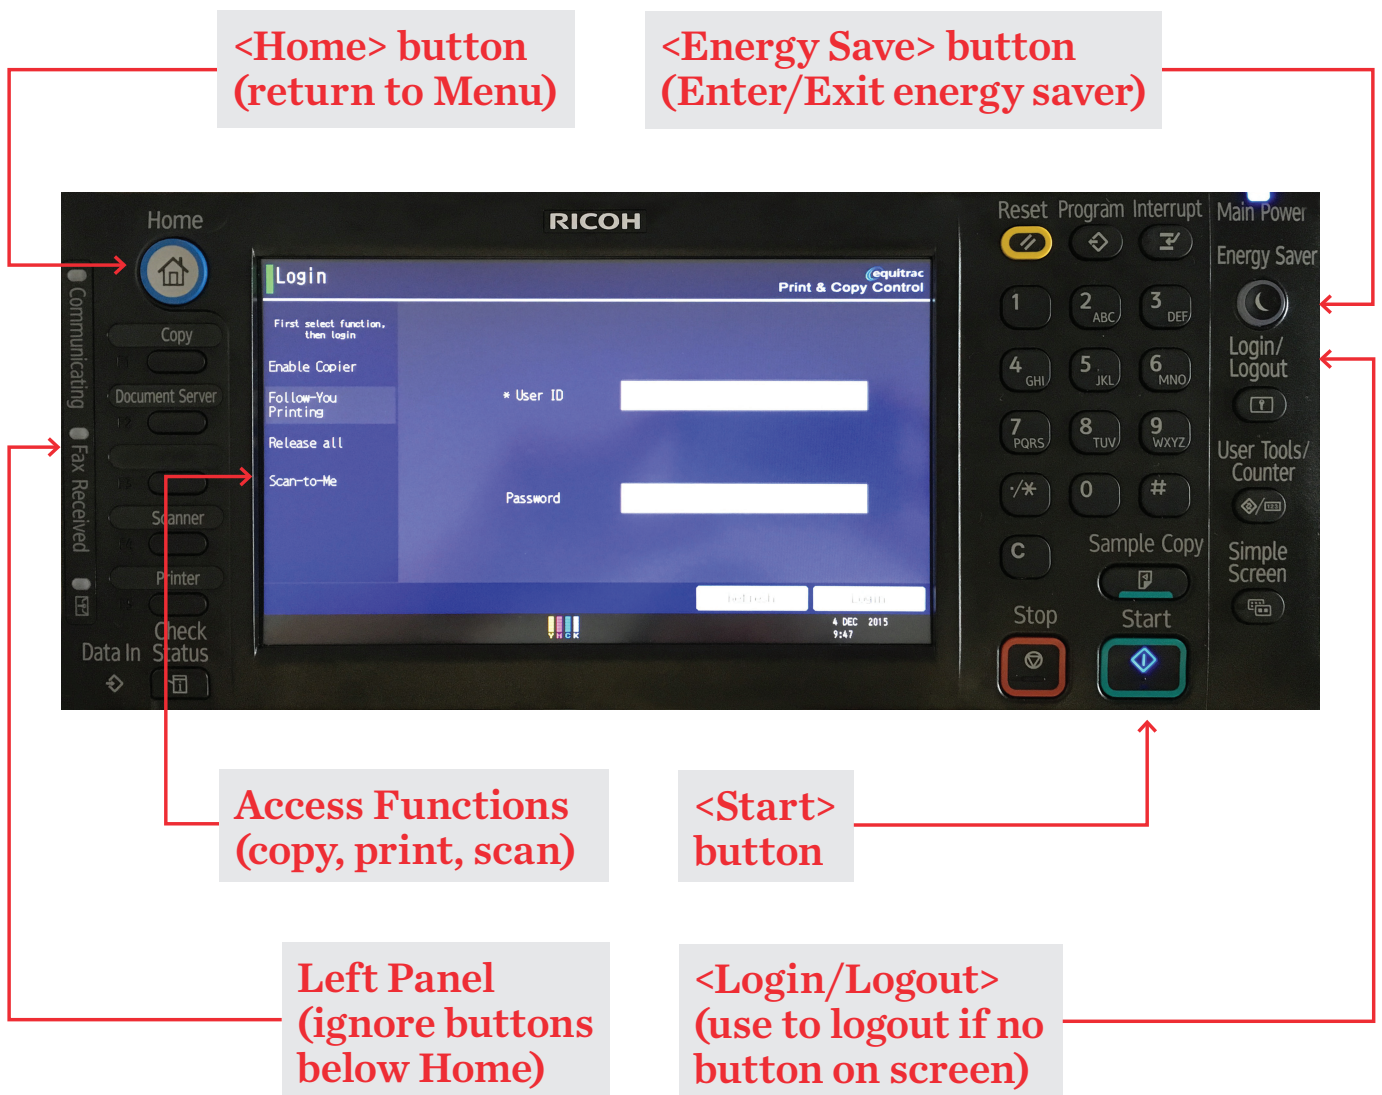 <Home> button
(return to Menu)
<Energy Save> button
(Enter/Exit energy saver)
Home
RICOH
Reset Program Interrupt
Main Power
Energy Saver
Communicating
Fax Received
Copy
Document Server
Scanner
Printer
Check
Status
Data In
Login
equitrac
Print & Copy Control
First select function,
then login
Enable Copier
Follow-You
Printing
Release all
Scan-to-Me
* User ID
Password
Refresh
Login
Y M C K
4 DEC 2015
9:47
1
2 ABC
3 DEF
4 GHI
5 JKL
6 MNO
7 PQRS
8 TUV
9 WXYZ
·/*
0
#
C
Sample Copy
Stop
Start
Login/
Logout
User Tools/
Counter
Simple
Screen
Access Functions
(copy, print, scan)
<Start>
button
Left Panel
(ignore buttons
below Home)
<Login/Logout>
(use to logout if no
button on screen)